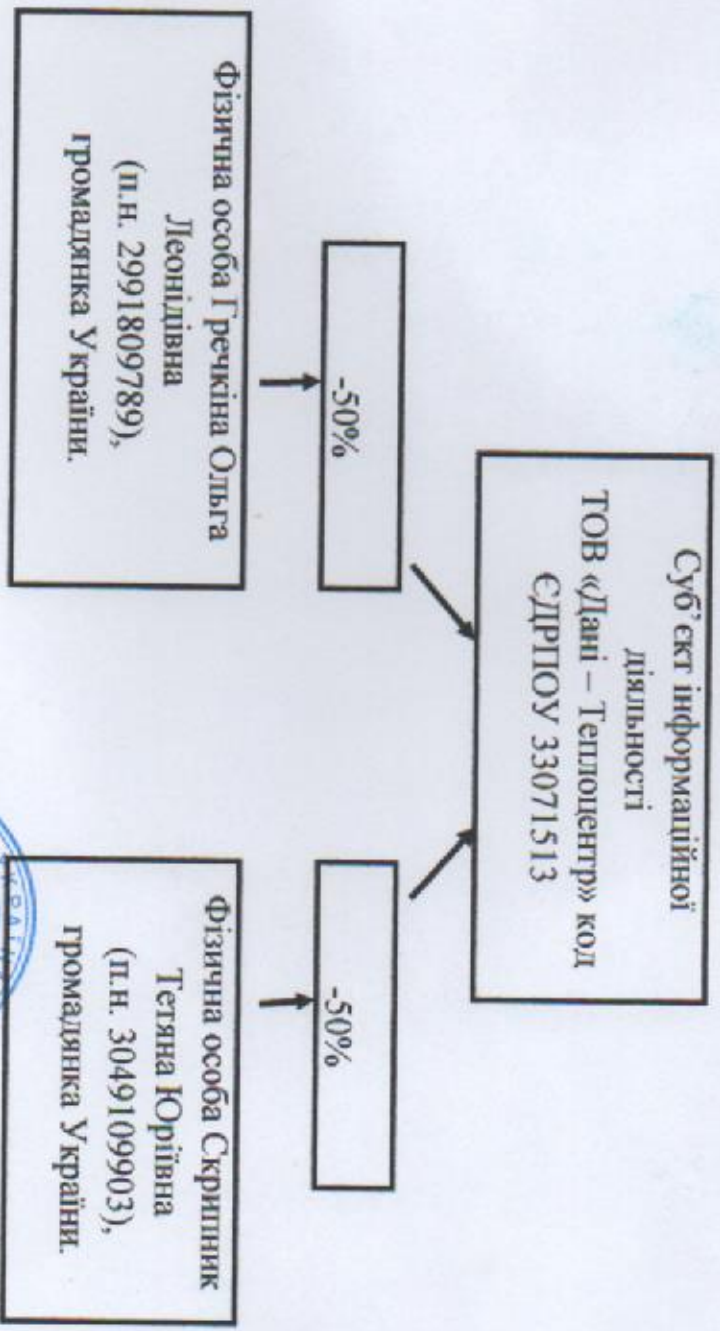 Суб’єкт інформаційної
діяльності
ТОВ «Дані – Теплоцентр» код
ЄДРПОУ 33071513
-50%
-50%
Фізична особа Гречкіна Ольга
Леонідівна
(п.н. 2991809789),
громадянка України.
Фізична особа Скрипник
Тетяна Юріївна
(п.н. 3049109903),
громадянка України.